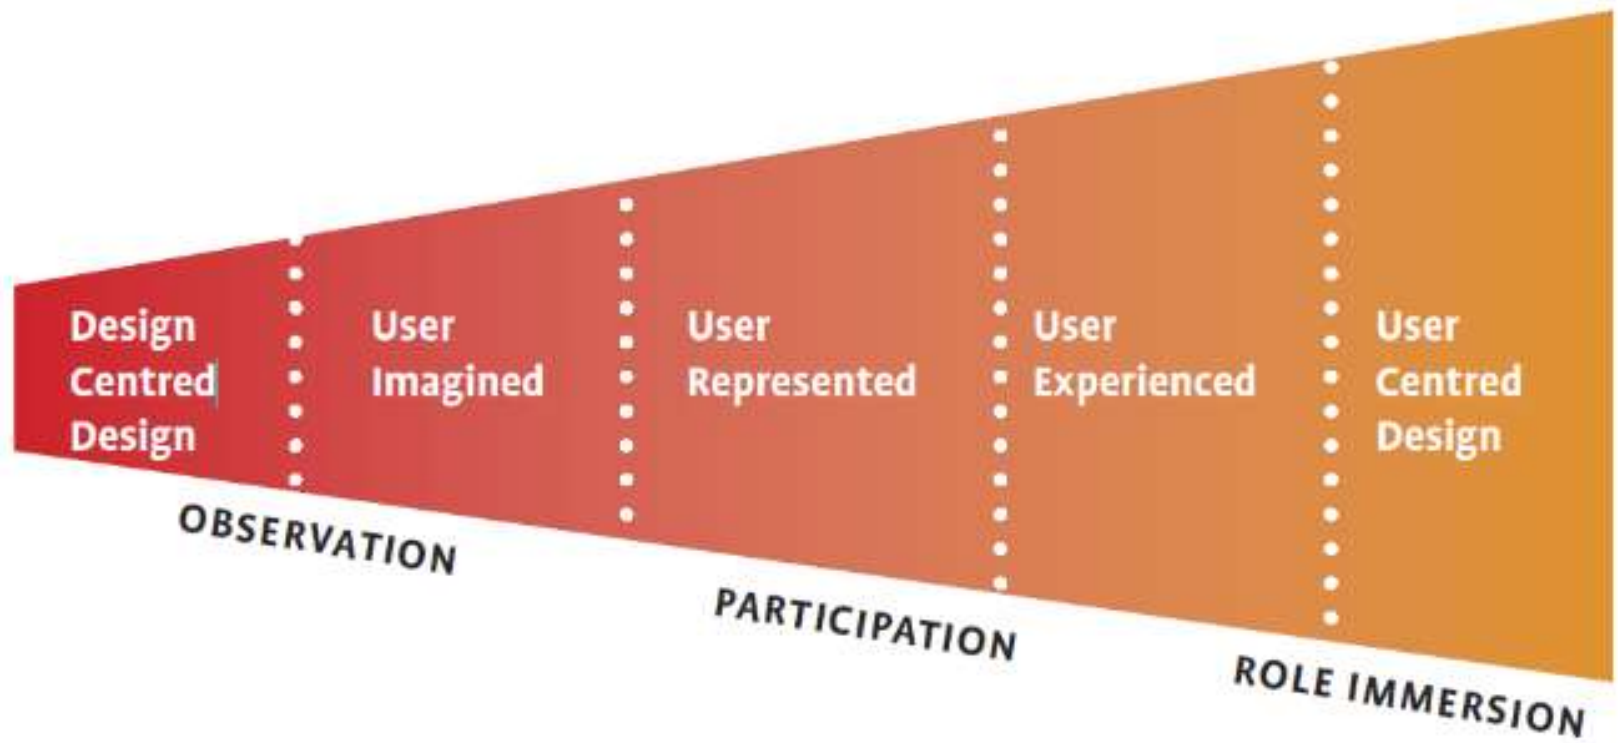 Design
Centred
Design
User
Imagined
User
Represented
User
Experienced
User
Centred
Design
OBSERVATION
PARTICIPATION
ROLE IMMERSION